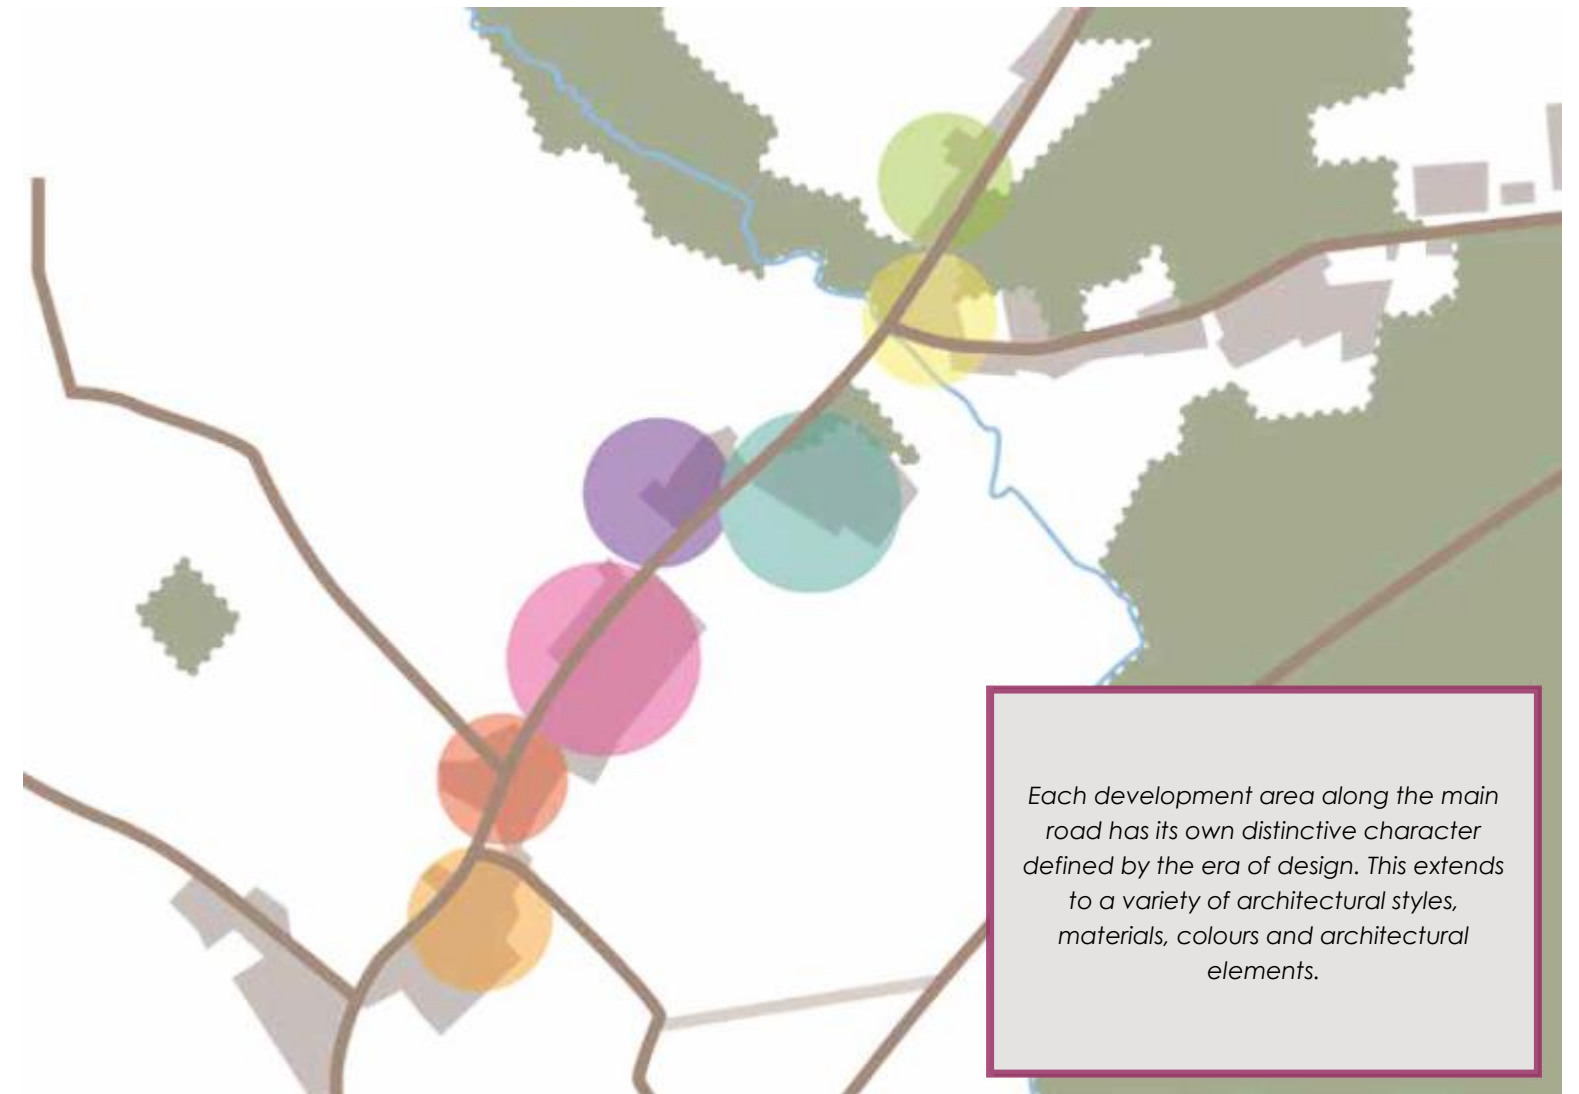 Each development area along the main
road has its own distinctive character
defined by the era of design. This extends
to a variety of architectural styles,
materials, colours and architectural
elements.